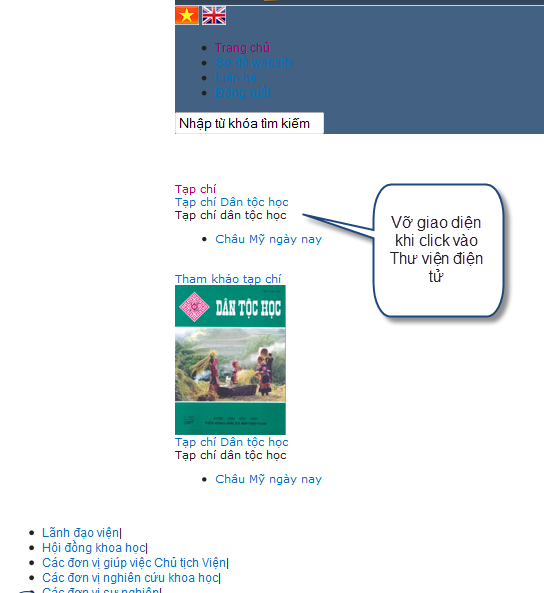 Trang chủ
Sơ đồ website
Liên hệ
Đăng xuất
Nhập từ khóa tìm kiếm
Tạp chí
Tạp chí Dân tộc học
Tạp chí dân tộc học
Châu Mỹ ngày nay
Vỡ giao diện
khi click vào
Thư viện điện
tử
Tham khảo tạp chí
DÂN TỘC HỌC
Tạp chí Dân tộc học
Tạp chí dân tộc học
Châu Mỹ ngày nay
Lãnh đạo viện|
Hội đồng khoa học|
Các đơn vị giúp việc Chủ tịch Viện|
Các đơn vị nghiên cứu khoa học|
Các đơn vị sự nghiệp|